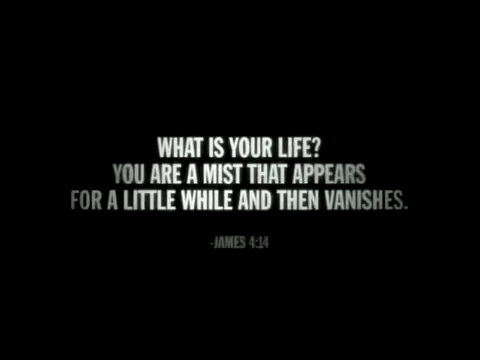 WHAT IS YOUR LIFE?
YOU ARE A MIST THAT APPEARS
FOR A LITTLE WHILE AND THEN VANISHES.
-JAMES 4:14